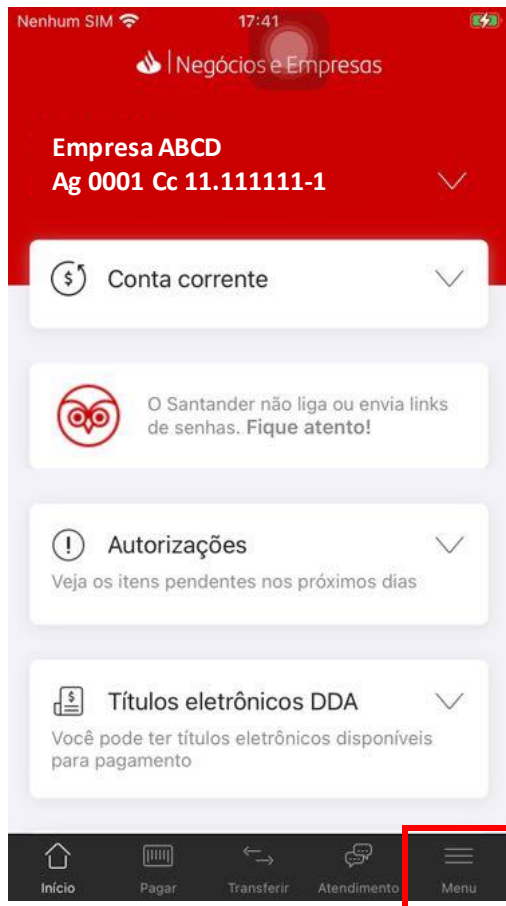 Nenhum SIM 17:41
Negócios e Empresas
Empresa ABCD
Ag 0001 Cc 11.111111-1
Conta corrente
O Santander não liga ou envia links
de senhas. Fique atento!
Autorizações
Veja os itens pendentes nos próximos dias
Títulos eletrônicos DDA
Você pode ter títulos eletrônicos disponíveis
para pagamento
Início Pagar Transferir Atendimento Menu